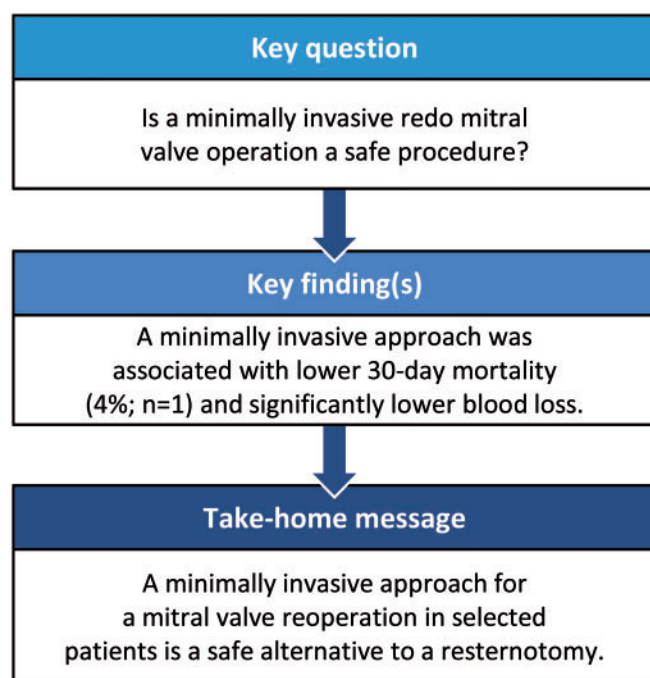 Key question
Is a minimally invasive redo mitral
valve operation a safe procedure?
Key finding(s)
A minimally invasive approach was
associated with lower 30-day mortality
(4%; n=1) and significantly lower blood loss.
Take-home message
A minimally invasive approach for
a mitral valve reoperation in selected
patients is a safe alternative to a resternotomy.